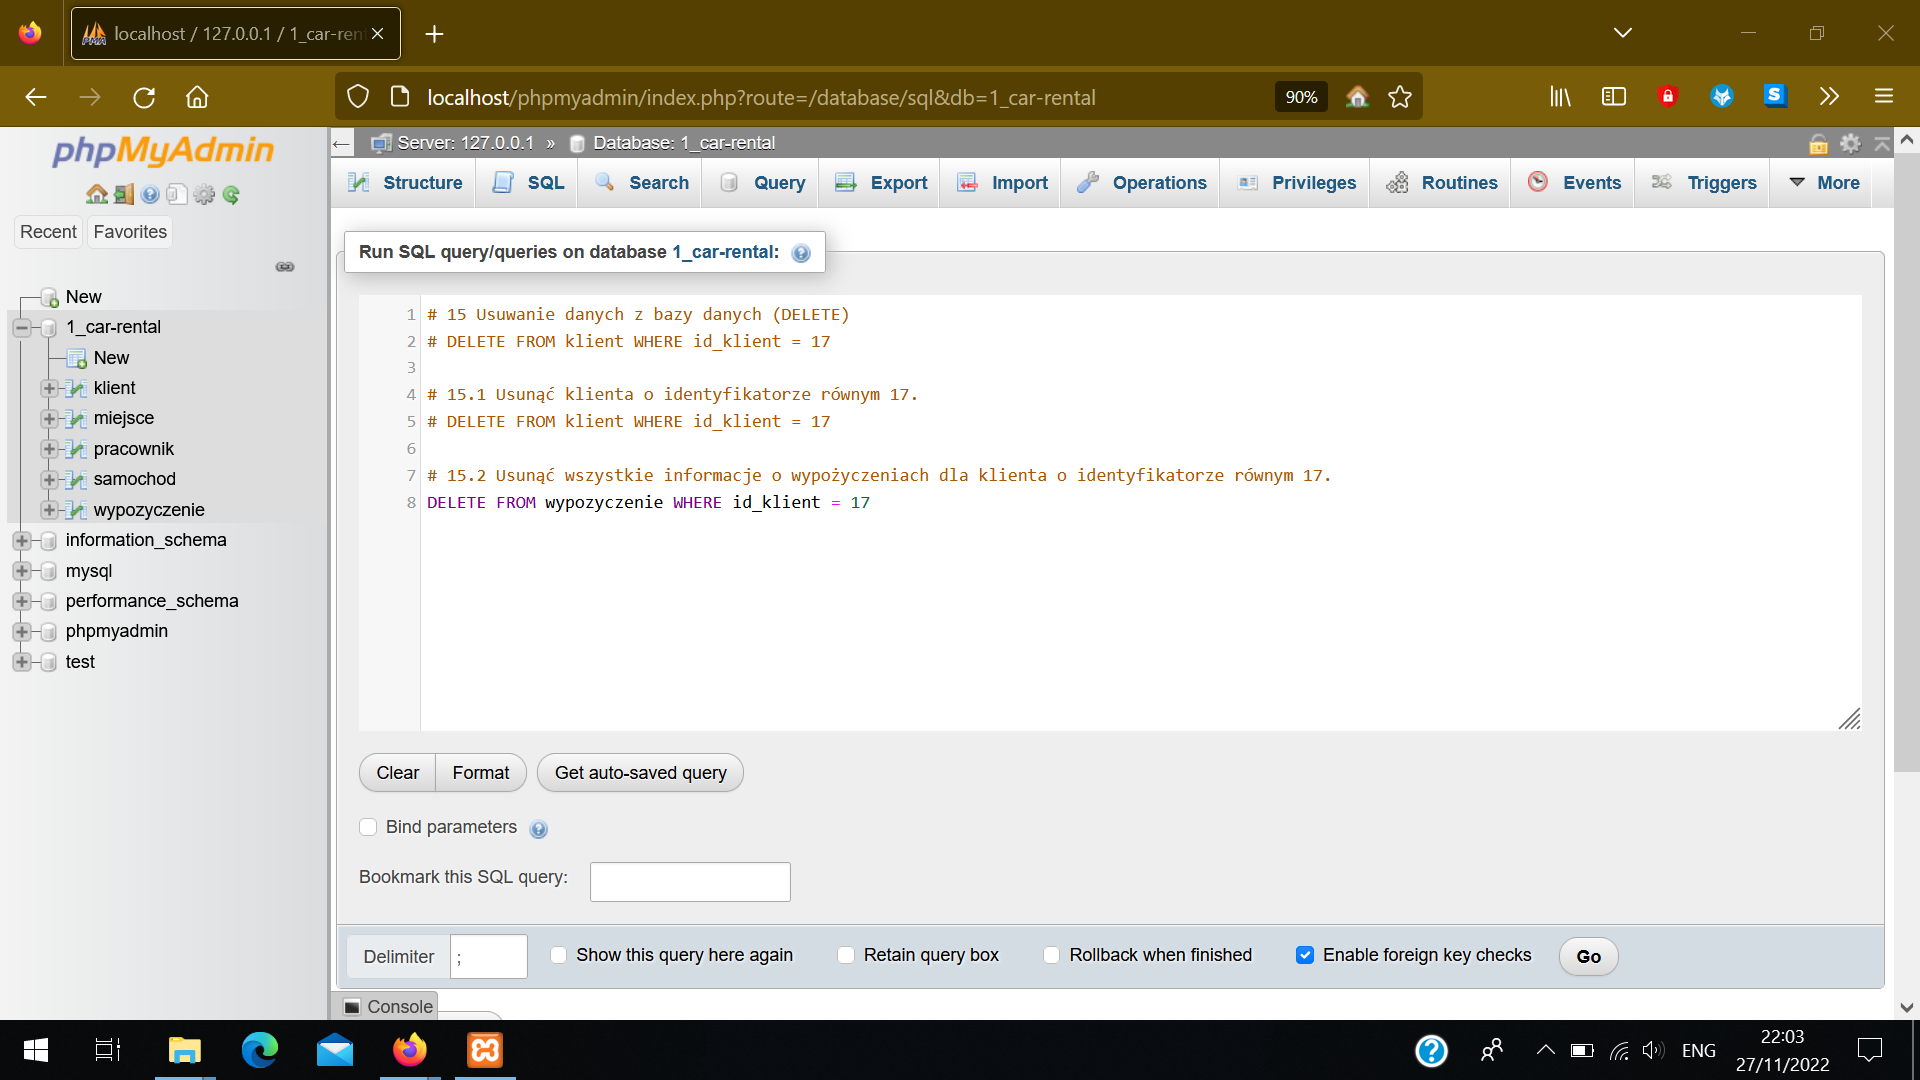 localhost / 127.0.0.1 / 1_car-ren
localhost/phpmyadmin/index.php?route=/database/sql&db=1_car-rental
90%
phpMyAdmin
Recent
Favorites
New
1_car-rental
New
klient
miejsce
pracownik
samochod
wypozyczenie
information_schema
mysql
performance_schema
phpmyadmin
test
Server: 127.0.0.1 » Database: 1_car-rental
Structure
SQL
Search
Query
Export
Import
Operations
Privileges
Routines
Events
Triggers
More
Run SQL query/queries on database 1_car-rental:
1 # 15 Usuwanie danych z bazy danych (DELETE)
2 # DELETE FROM klient WHERE id_klient = 17
3
4 # 15.1 Usunąć klienta o identyfikatorze równym 17.
5 # DELETE FROM klient WHERE id_klient = 17
6
7 # 15.2 Usunąć wszystkie informacje o wypożyczeniach dla klienta o identyfikatorze równym 17.
8 DELETE FROM wypozyczenie WHERE id_klient = 17
Clear
Format
Get auto-saved query
Bind parameters
Bookmark this SQL query:
Delimiter
;
Show this query here again
Retain query box
Rollback when finished
Enable foreign key checks
Go
Console
ENG
22:03
27/11/2022